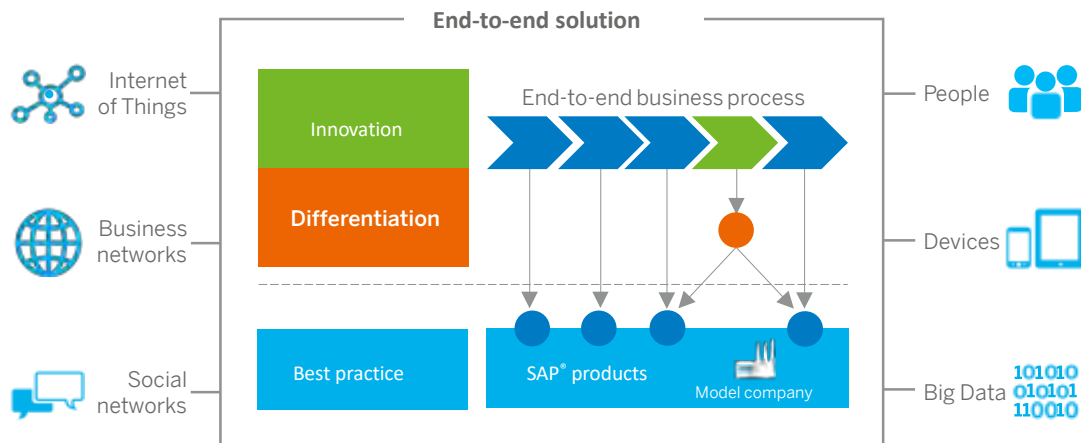 End-to-end solution
Internet
of Things
Business
networks
Social
networks
Innovation
Differentiation
Best practice
End-to-end business process
SAP® products
Model company
People
Devices
Big Data
101010
010101
110010